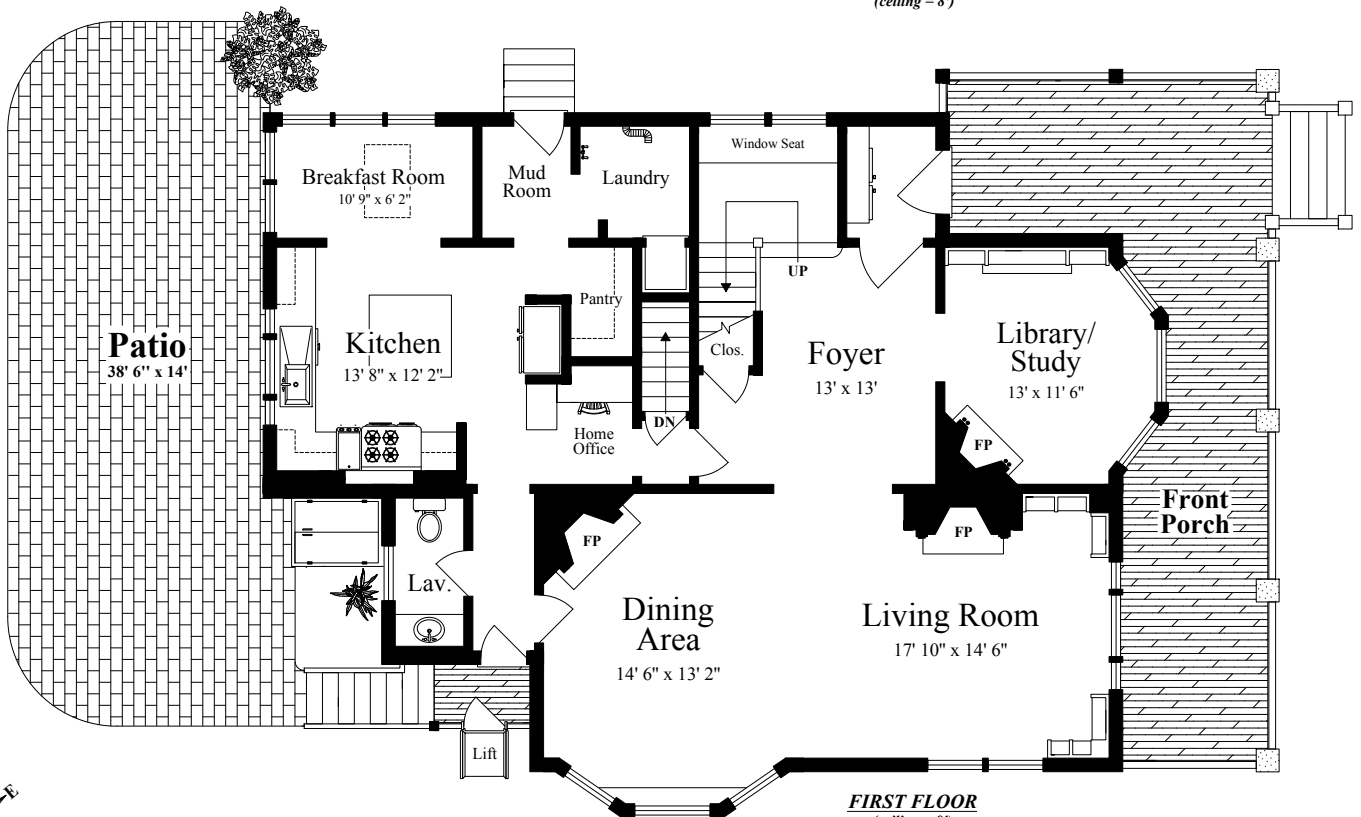 (ceiling – 8')
Window Seat
Breakfast Room
10' 9" x 6' 2"
Mud
Room
Laundry
UP
Pantry
Patio
38' 6" x 14'
Kitchen
13' 8" x 12' 2"
Clos.
Foyer
13' x 13'
Library/
Study
13' x 11' 6"
DN
Home
Office
FP
Front
Porch
FP
FP
Lav.
Dining
Area
14' 6" x 13' 2"
Living Room
17' 10" x 14' 6"
Lift
E
FIRST FLOOR